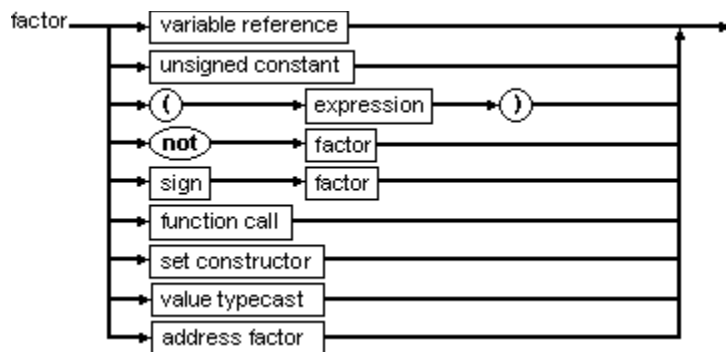 factor variable reference
unsigned constant
( expression )
not factor
sign factor
function call
set constructor
value typecast
address factor